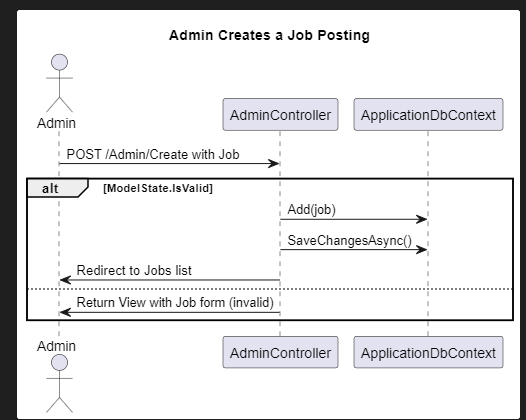 Admin Creates a Job Posting
Admin
AdminController
ApplicationDbContext
POST /Admin/Create with Job
alt [ModelState.IsValid]
Add(job)
SaveChangesAsync()
Redirect to Jobs list
Return View with Job form (invalid)
Admin
AdminController
ApplicationDbContext